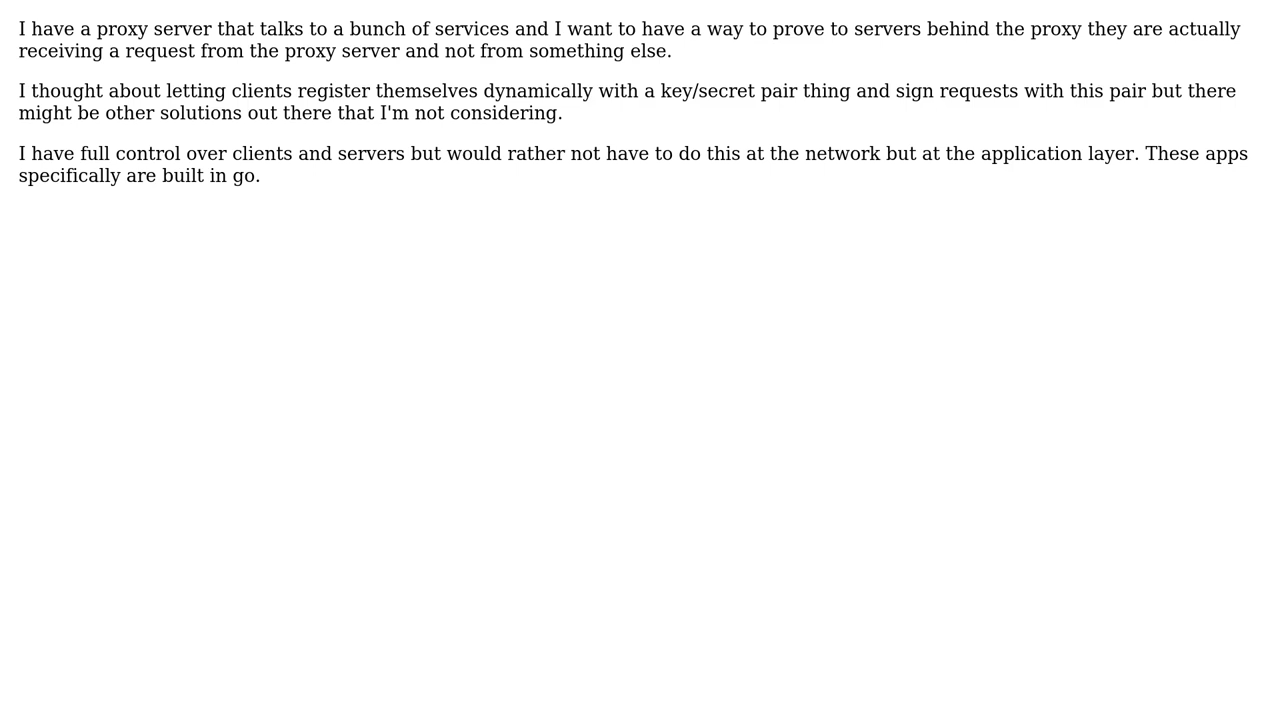 I have a proxy server that talks to a bunch of services and I want to have a way to prove to servers behind the proxy they are actually
receiving a request from the proxy server and not from something else.
I thought about letting clients register themselves dynamically with a key/secret pair thing and sign requests with this pair but there
might be other solutions out there that I'm not considering.
I have full control over clients and servers but would rather not have to do this at the network but at the application layer. These apps
specifically are built in go.